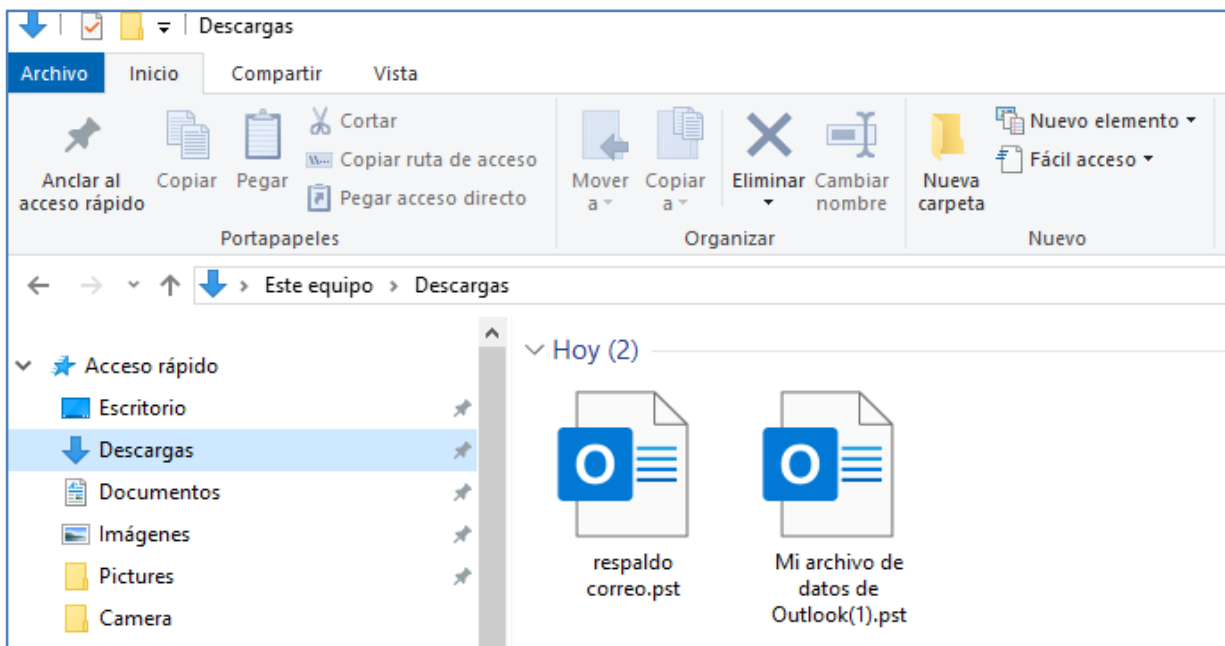 Descargas
Archivo Inicio Compartir Vista
Anclar al
acceso rápido
Copiar
Pegar
Cortar
Copiar ruta de acceso
Pegar acceso directo
Portapapeles
Mover
a
Copiar
a
Eliminar
Cambiar
nombre
Organizar
Nueva
carpeta
Nuevo elemento
Fácil acceso
Nuevo
Este equipo > Descargas
Acceso rápido
Escritorio
Descargas
Documentos
Imágenes
Pictures
Camera
Hoy (2)
respaldo
correo.pst
Mi archivo de
datos de
Outlook(1).pst